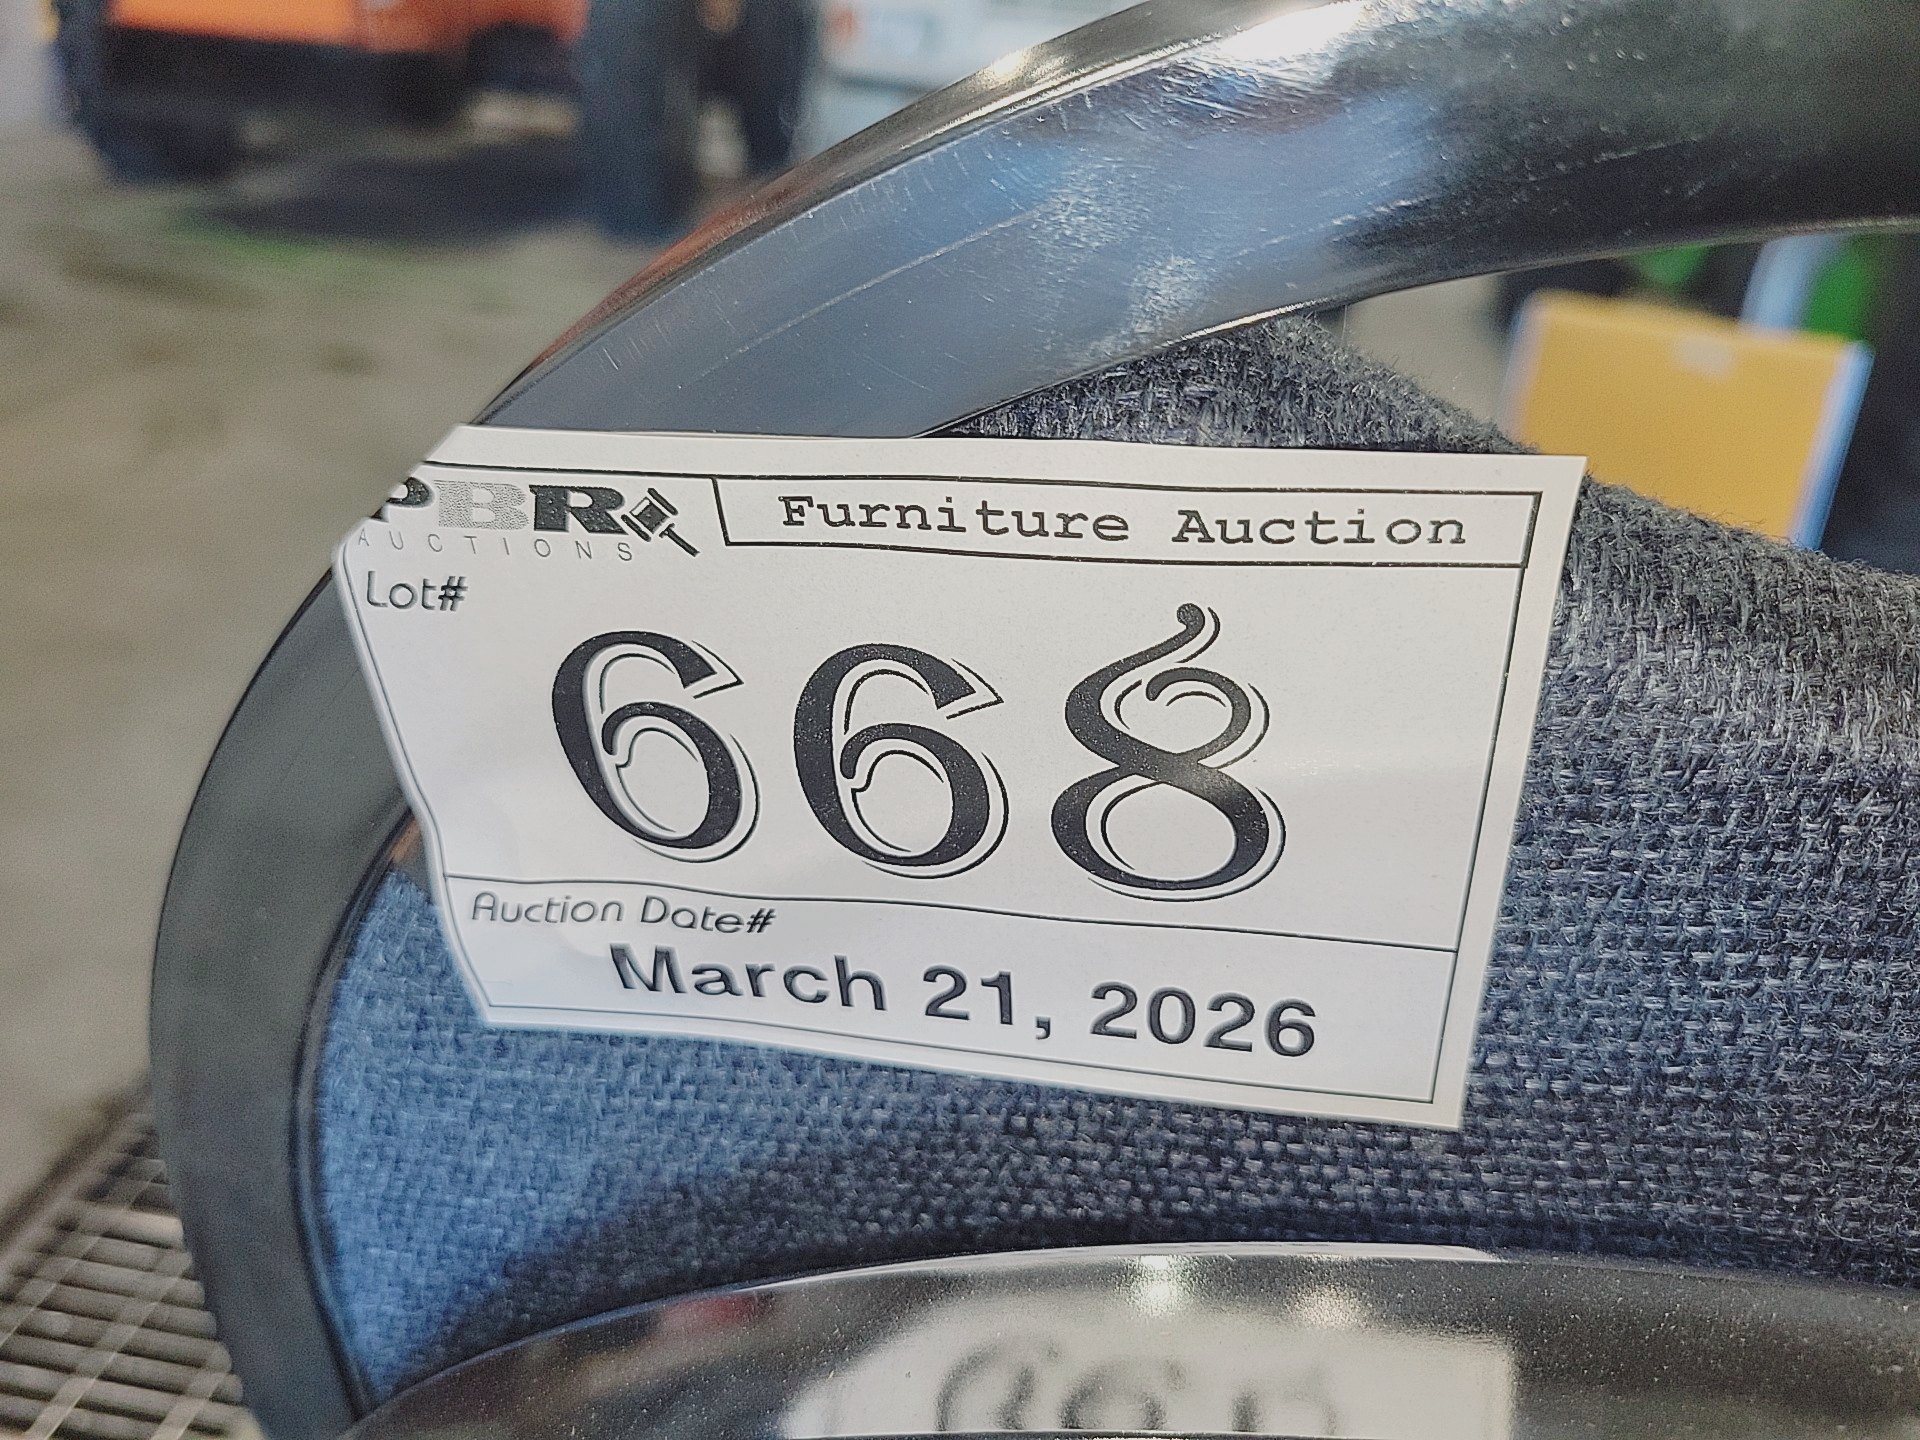 PBR
AUCTIONS
Furniture Auction
Lot#
668
Auction Date#
March 21, 2026